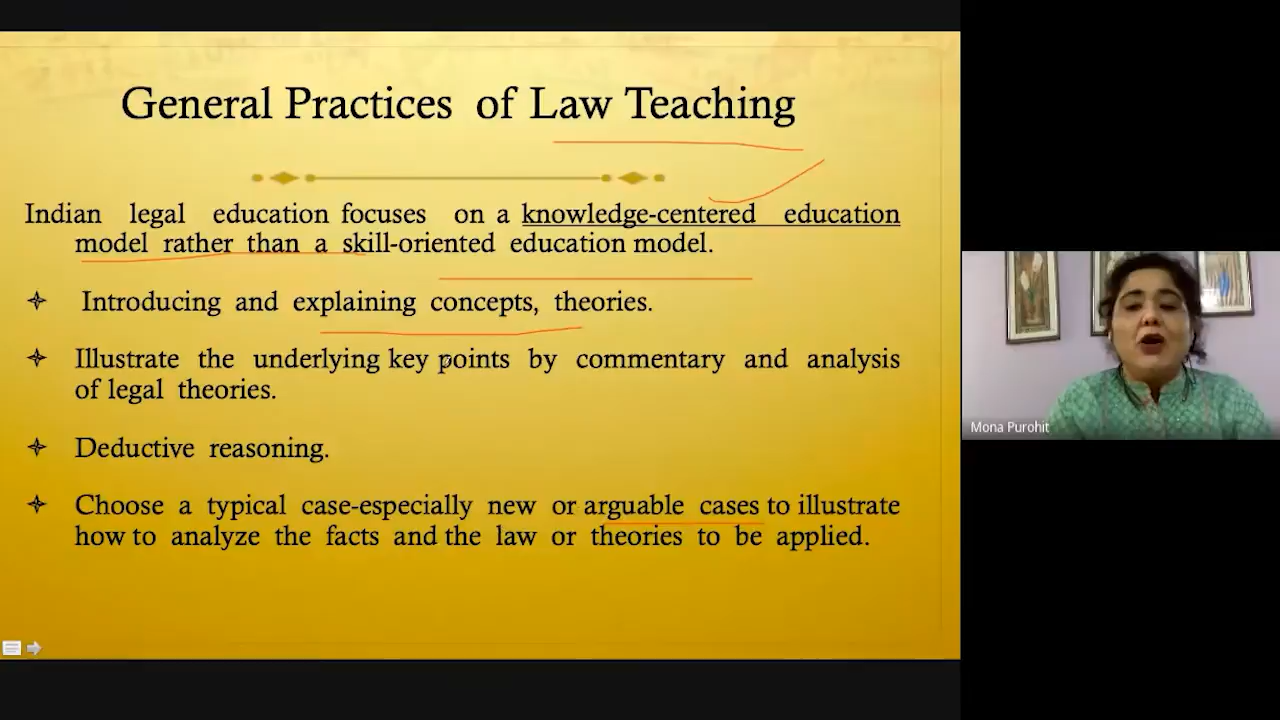 General Practices of Law Teaching
Indian legal education focuses on a knowledge-centered education
model rather than a skill-oriented education model.
Introducing and explaining concepts, theories.
Illustrate the underlying key points by commentary and analysis
of legal theories.
Deductive reasoning.
Choose a typical case-especially new or arguable cases to illustrate
how to analyze the facts and the law or theories to be applied.
Mona Purohit